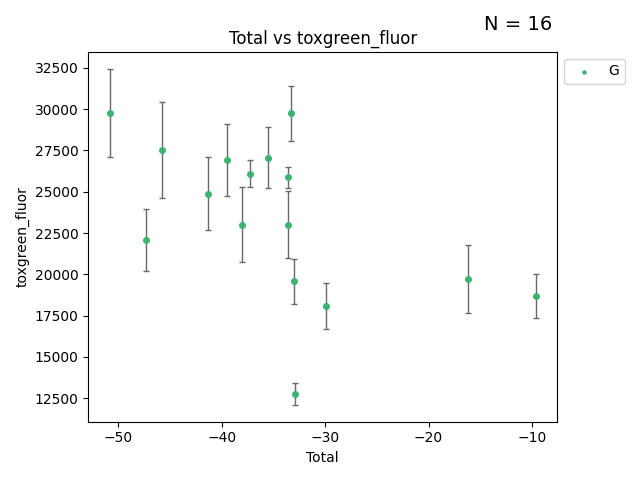 N = 16
Total vs toxgreen_fluor
G
toxgreen_fluor
32500
30000
27500
25000
22500
20000
17500
15000
12500
−50 −40 −30 −20 −10
Total